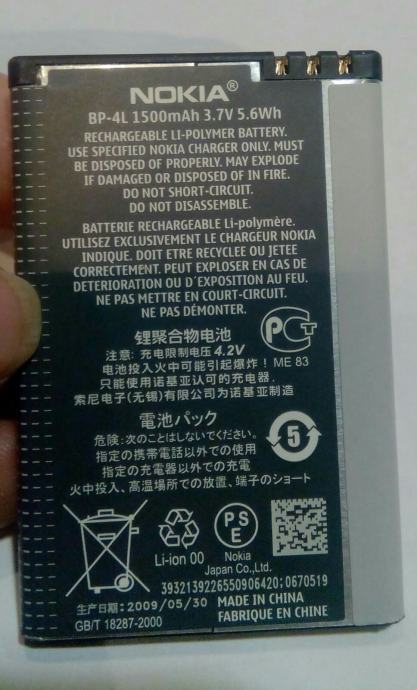 NOKIA®
BP-4L 1500mAh 3.7V 5.6Wh
RECHARGEABLE LI-POLYMER BATTERY.
USE SPECIFIED NOKIA CHARGER ONLY. MUST
BE DISPOSED OF PROPERLY. MAY EXPLODE
IF DAMAGED OR DISPOSED OF IN FIRE.
DO NOT SHORT-CIRCUIT.
DO NOT DISASSEMBLE.
BATTERIE RECHARGEABLE Li-polymère.
UTILISEZ EXCLUSIVEMENT LE CHARGEUR NOKIA
INDIQUE. DOIT ETRE RECYCLEE OU JETEE
CORRECTEMENT. PEUT EXPLOSER EN CAS DE
DETERIORATION OU D'EXPOSITION AU FEU.
NE PAS METTRE EN COURT-CIRCUIT.
NE PAS DÉMONTER.
锂聚合物电池
注意: 充电限制电压 4.2V
电池投入火中可能引起爆炸! ME 83
只能使用诺基亚认可的充电器.
索尼电子(无锡)有限公司为诺基亚制造
電池パック
危険:次のことはしないでください。
指定の携帯電話以外での使用
指定の充電器以外での充電
火中投入、高温場所での放置、端子のショート
5
PSE
Li-ion 00
Nokia
Japan Co.,Ltd.
3932139226550906420;0670519
生产日期:2009/05/30
MADE IN CHINA
GB/T 18287-2000
FABRIQUE EN CHINE